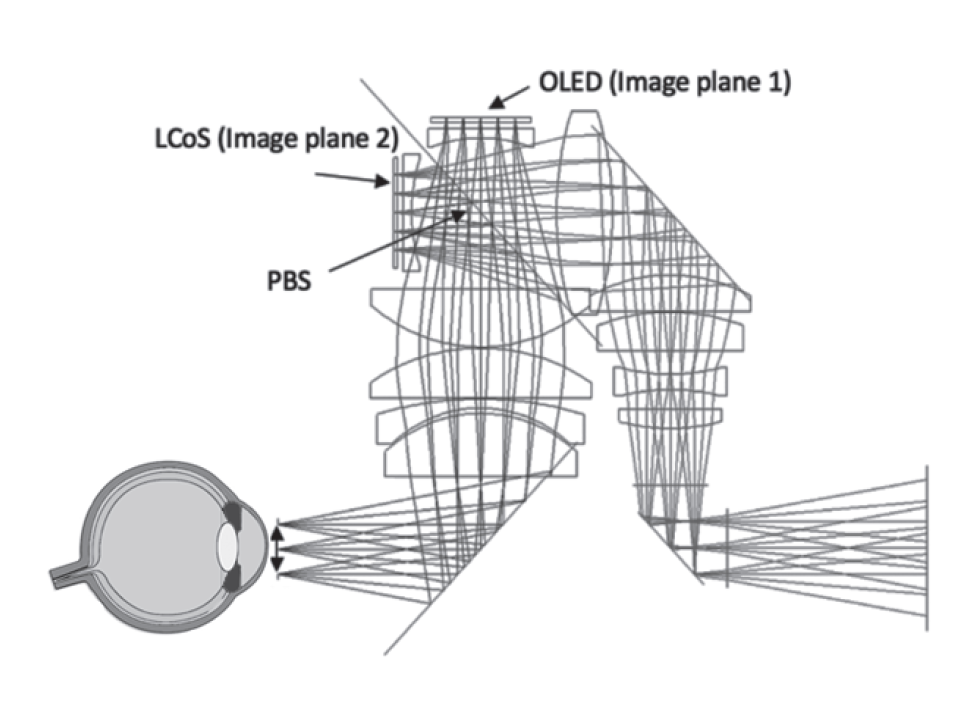 OLED (Image plane 1)
LCoS (Image plane 2)
PBS